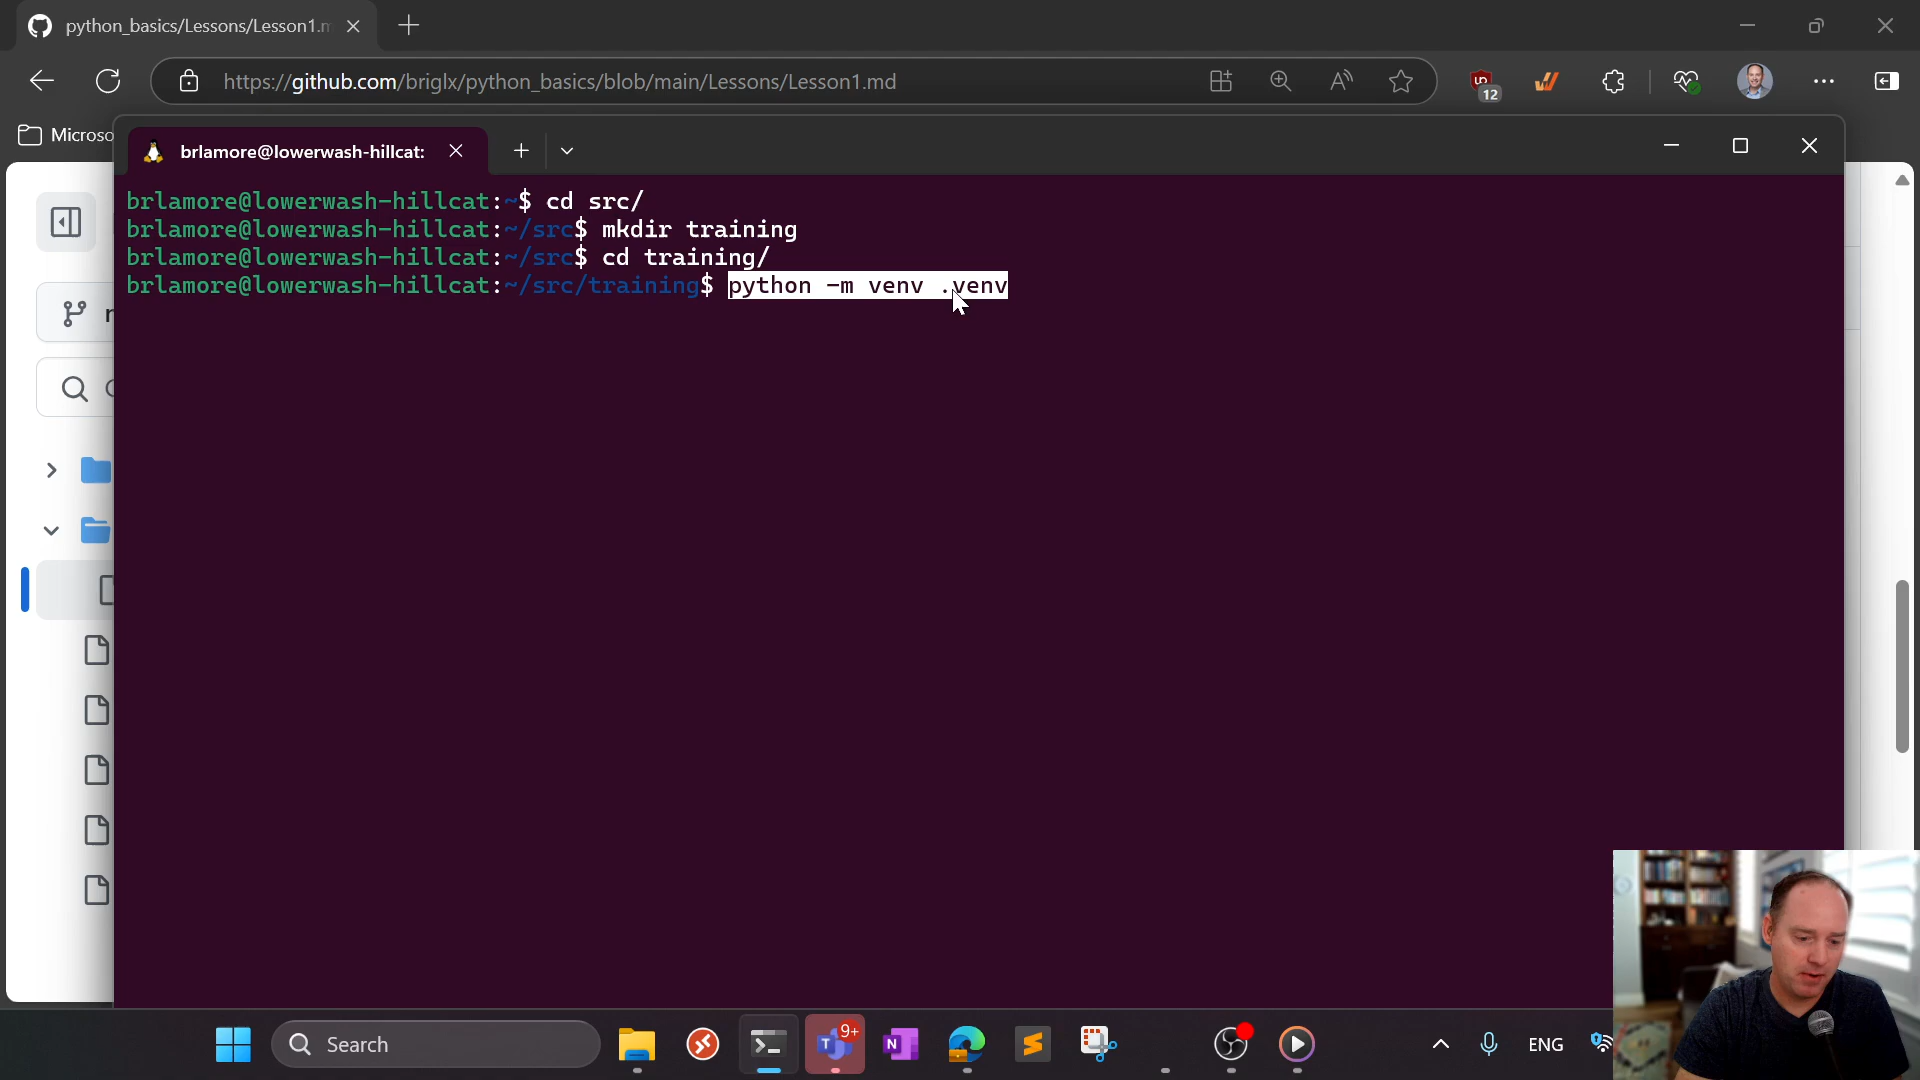 python_basics/Lessons/Lesson1.m
https://github.com/briglx/python_basics/blob/main/Lessons/Lesson1.md
12
Microso
brlamore@lowerwash-hillcat:
brlamore@lowerwash-hillcat:~$ cd src/
brlamore@lowerwash-hillcat:~/src$ mkdir training
brlamore@lowerwash-hillcat:~/src$ cd training/
brlamore@lowerwash-hillcat:~/src/training$ python -m venv .venv
Search
9+
ENG